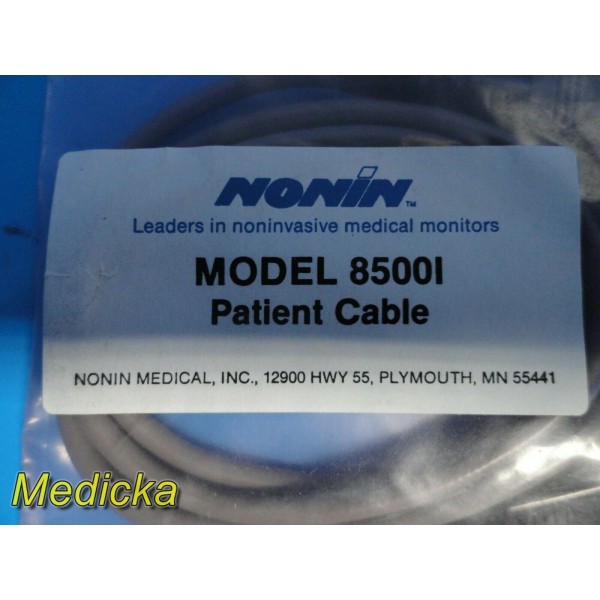 NONIN™
Leaders in noninvasive medical monitors
MODEL 8500I
Patient Cable
NONIN MEDICAL, INC., 12900 HWY 55, PLYMOUTH, MN 55441
Medicka